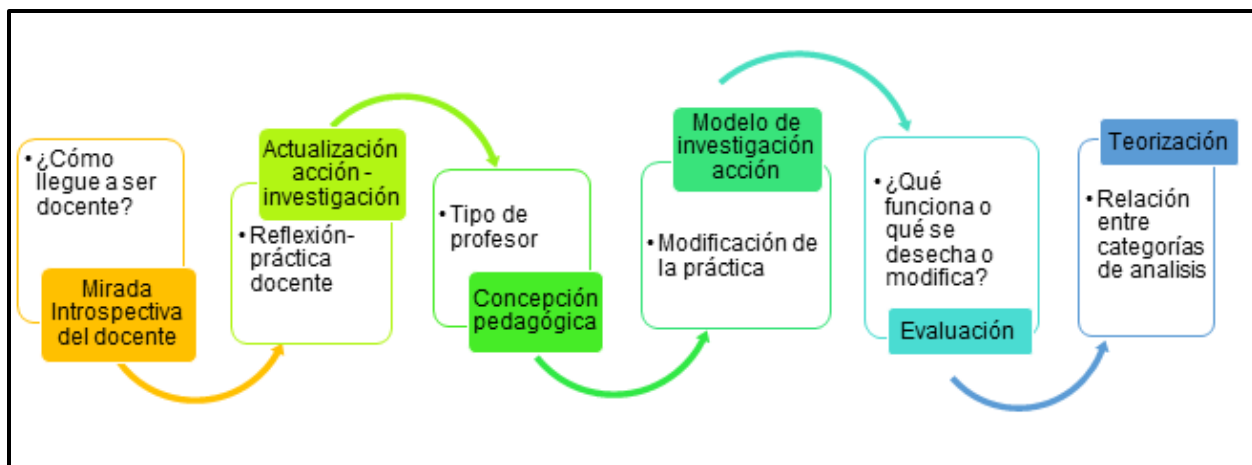 • ¿Cómo
llegue a ser
docente?
Mirada
Introspectiva
del docente
Actualización
acción -
investigación
• Reflexión-
práctica
docente
• Tipo de
profesor
Concepción
pedagógica
Modelo de
investigación
acción
• Modificación de
la práctica
• ¿Qué
funciona o
qué se
desecha o
modifica?
Evaluación
Teorización
• Relación
entre
categorías
de analisis